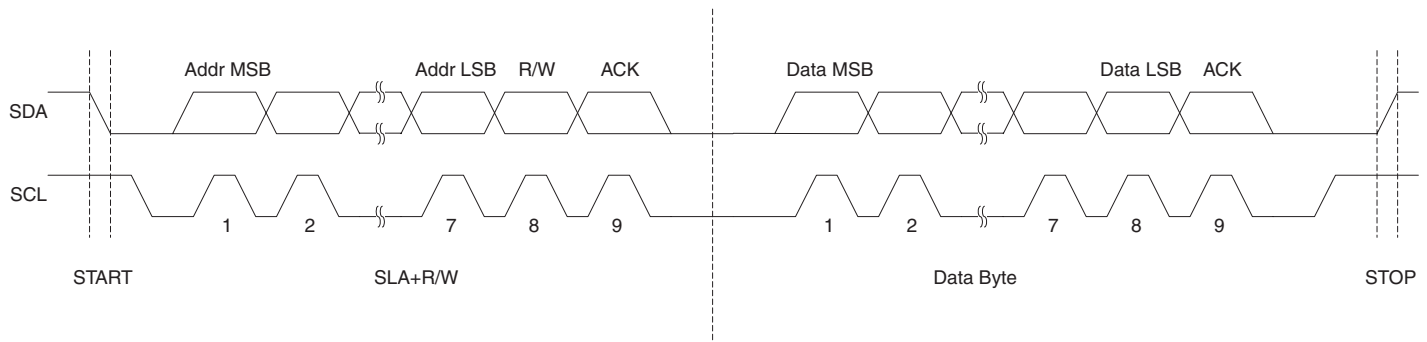 Addr MSB Addr LSB R/W ACK Data MSB Data LSB ACK
SDA
SCL
1 2 7 8 9 1 2 7 8 9
START SLA+R/W Data Byte STOP